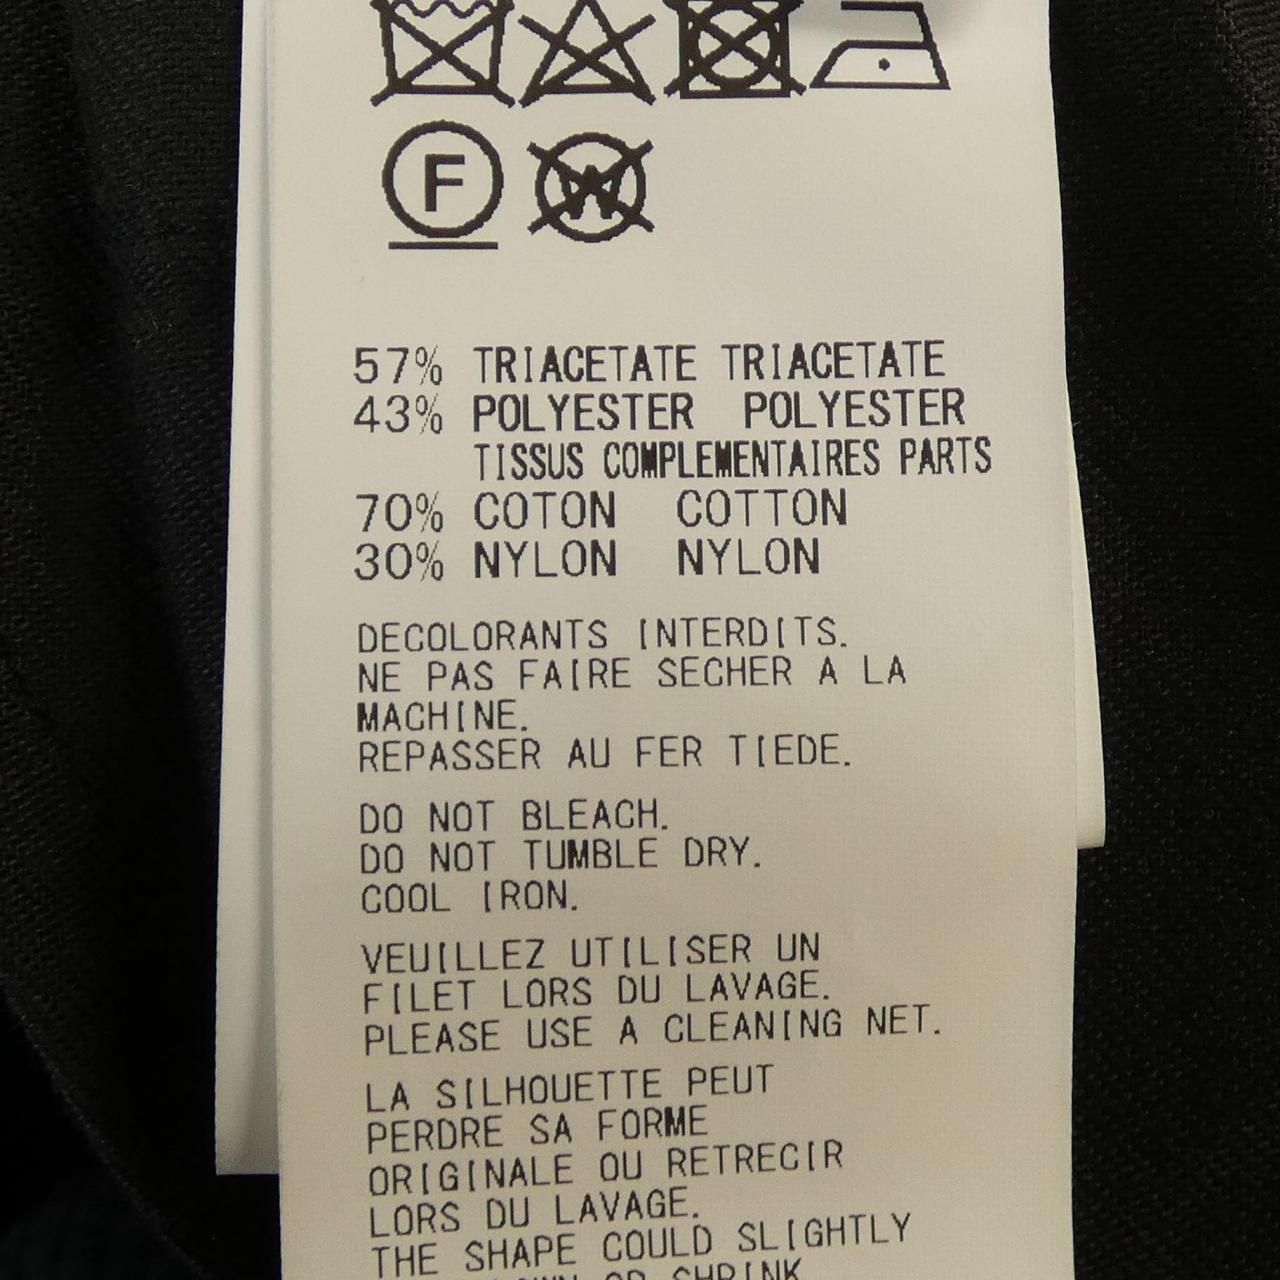 F
W
57% TRIACETATE TRIACETATE
43% POLYESTER POLYESTER
TISSUS COMPLEMENTAIRES PARTS
70% COTON COTTON
30% NYLON NYLON
DECOLORANTS INTERDITS.
NE PAS FAIRE SECHER A LA
MACHINE.
REPASSER AU FER TIEDE.
DO NOT BLEACH.
DO NOT TUMBLE DRY.
COOL IRON.
VEUILLEZ UTILISER UN
FILET LORS DU LAVAGE.
PLEASE USE A CLEANING NET.
LA SILHOUETTE PEUT
PERDRE SA FORME
ORIGINALE OU RETRECIR
LORS DU LAVAGE.
THE SHAPE COULD SLIGHTLY
OR SHRINK